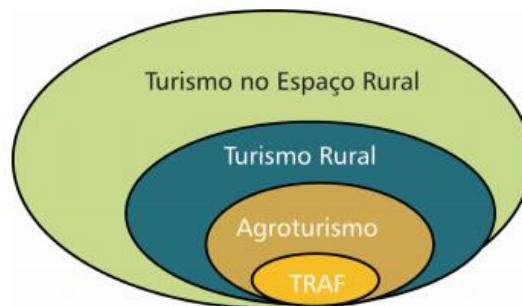 Turismo no Espaço Rural
Turismo Rural
Agroturismo
TRAF